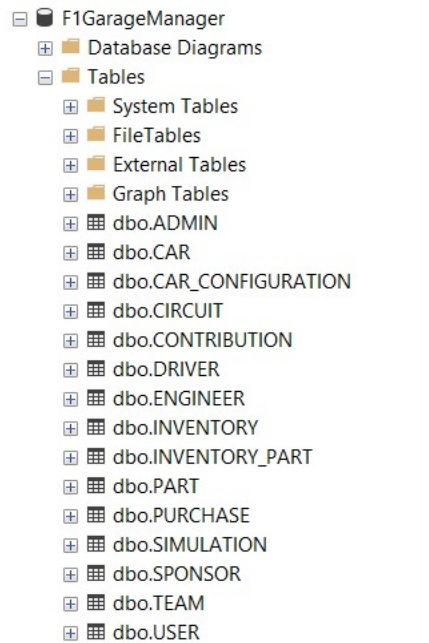 F1GarageManager
Database Diagrams
Tables
System Tables
FileTables
External Tables
Graph Tables
dbo.ADMIN
dbo.CAR
dbo.CAR_CONFIGURATION
dbo.CIRCUIT
dbo.CONTRIBUTION
dbo.DRIVER
dbo.ENGINEER
dbo.INVENTORY
dbo.INVENTORY_PART
dbo.PART
dbo.PURCHASE
dbo.SIMULATION
dbo.SPONSOR
dbo.TEAM
dbo.USER